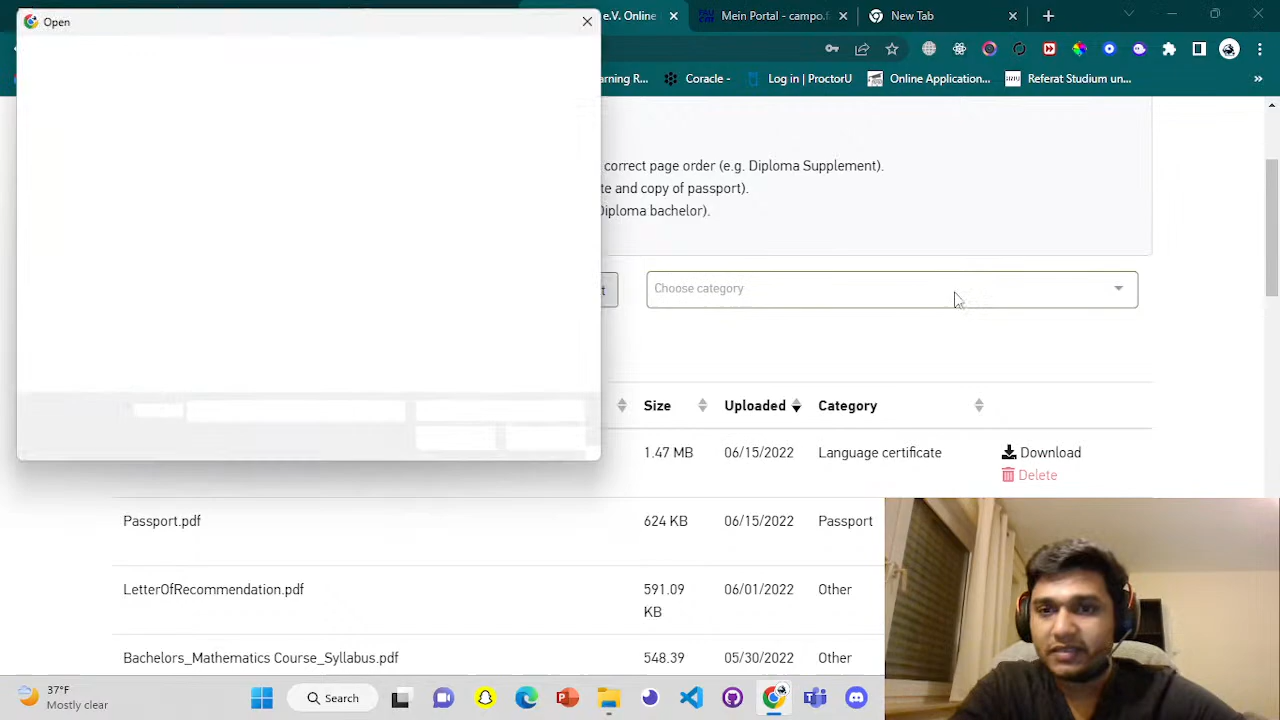 Open
e.V. Online
Mein Portal - campo.f
New Tab
arning R...
Coracle -
Log in | ProctorU
Online Application...
Referat Studium un...
»
correct page order (e.g. Diploma Supplement).
te and copy of passport).
Diploma bachelor).
t
Choose category
Size
Uploaded
Category
1.47 MB
06/15/2022
Language certificate
Download
Delete
Passport.pdf
624 KB
06/15/2022
Passport
LetterOfRecommendation.pdf
591.09
KB
06/01/2022
Other
Bachelors_Mathematics Course_Syllabus.pdf
548.39
05/30/2022
Other
37°F
Mostly clear
Search